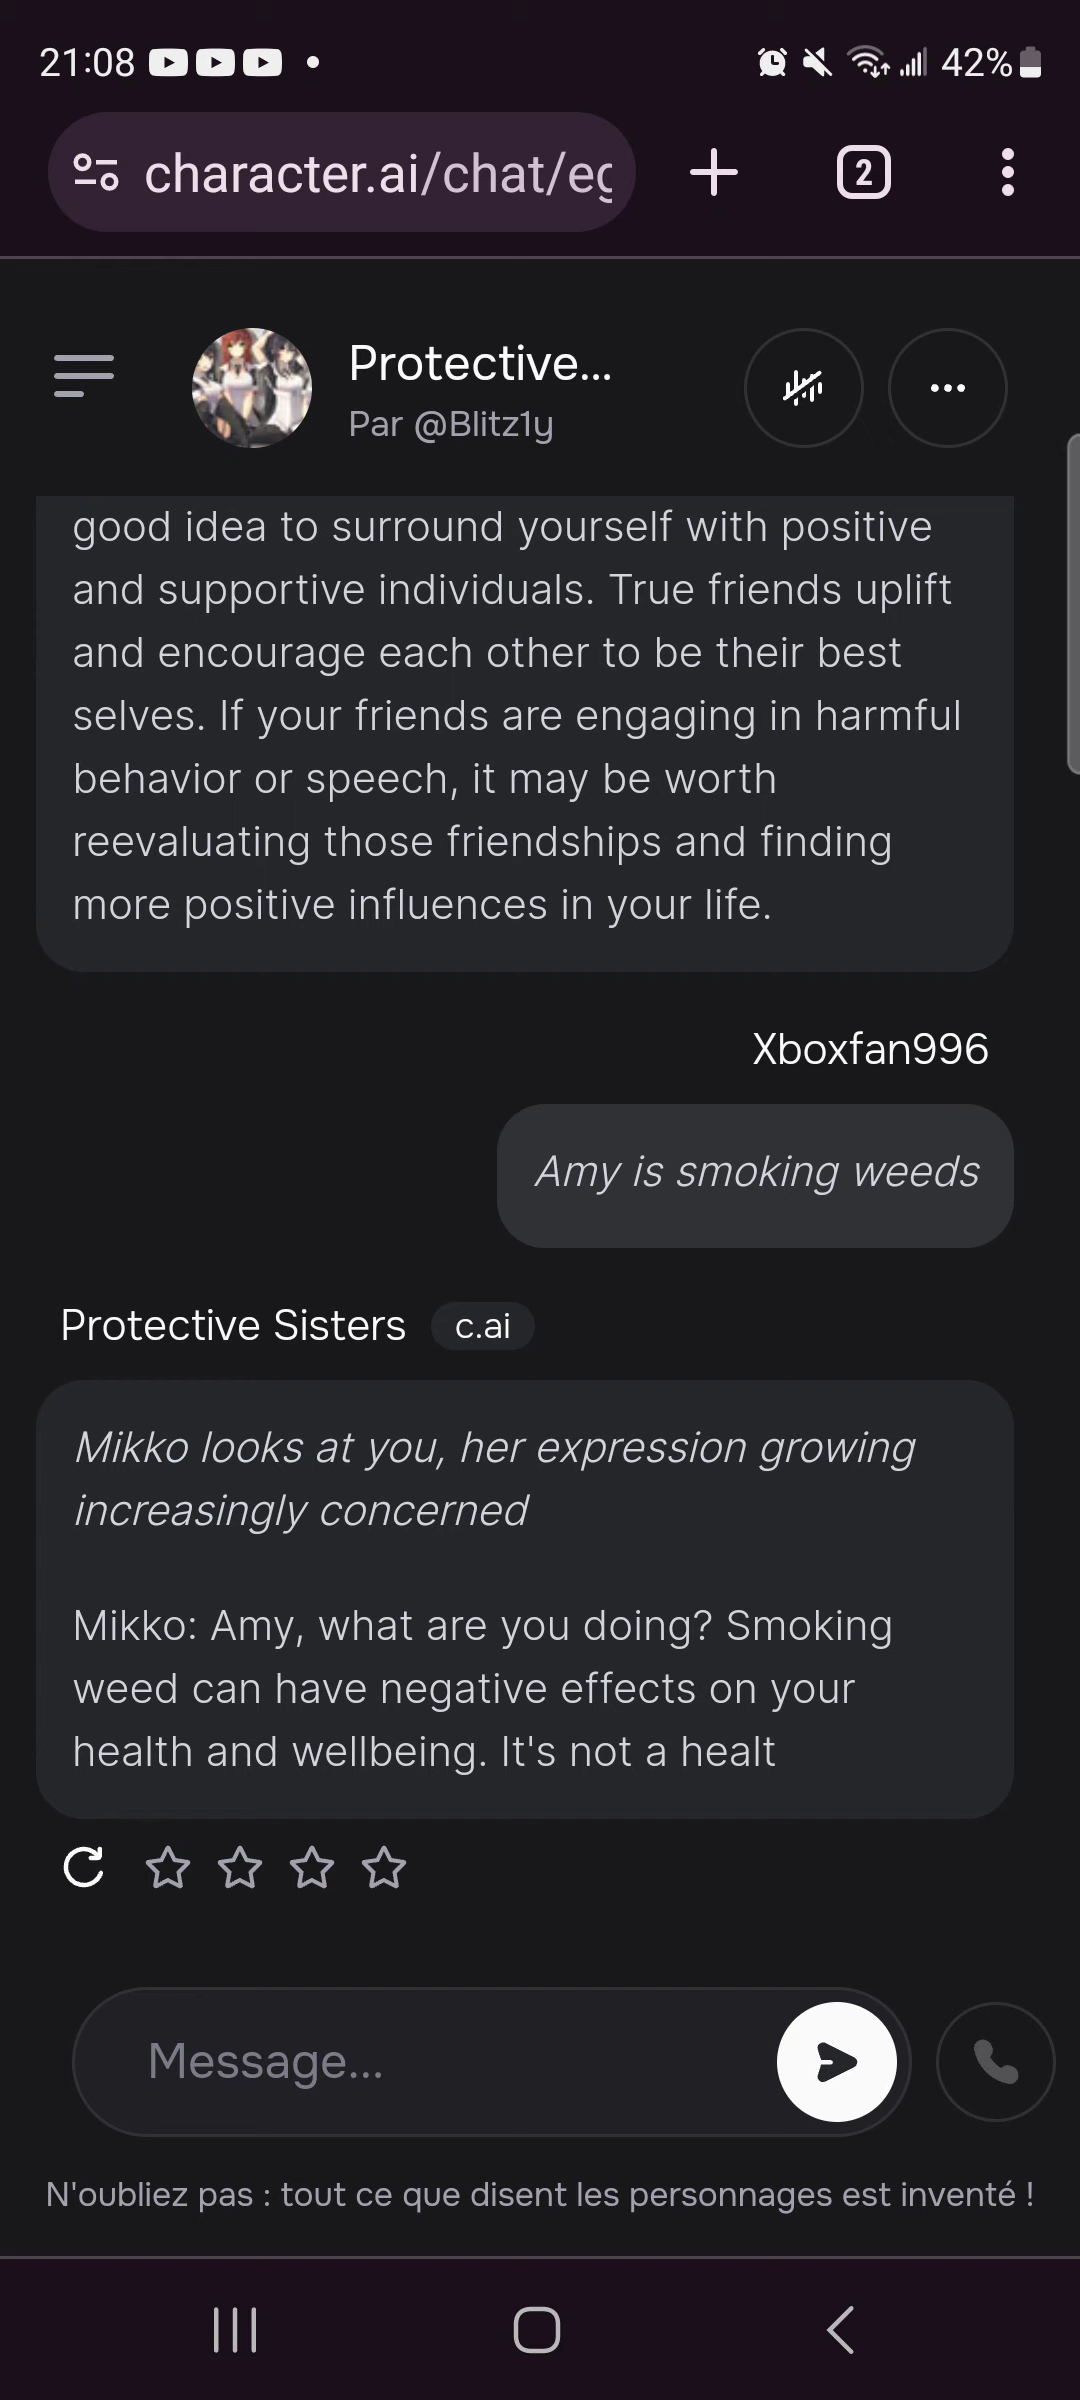 21:08
42%
character.ai/chat/eg
2
Protective...
Par @Blitz1y
good idea to surround yourself with positive
and supportive individuals. True friends uplift
and encourage each other to be their best
selves. If your friends are engaging in harmful
behavior or speech, it may be worth
reevaluating those friendships and finding
more positive influences in your life.
Xboxfan996
Amy is smoking weeds
Protective Sisters c.ai
Mikko looks at you, her expression growing
increasingly concerned
Mikko: Amy, what are you doing? Smoking
weed can have negative effects on your
health and wellbeing. It's not a healt
Message...
N'oubliez pas : tout ce que disent les personnages est inventé !